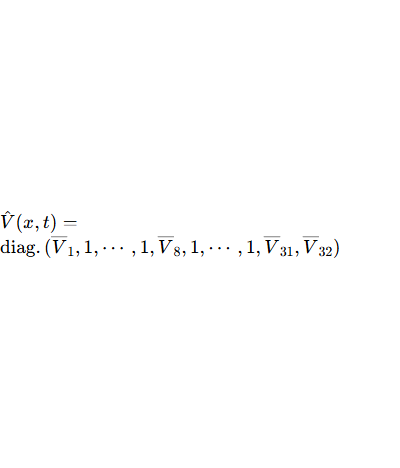 V̂(x, t) =
diag. (V̅₁, 1, ⋯ , 1, V̅₈, 1, ⋯ , 1, V̅₃₁, V̅₃₂)